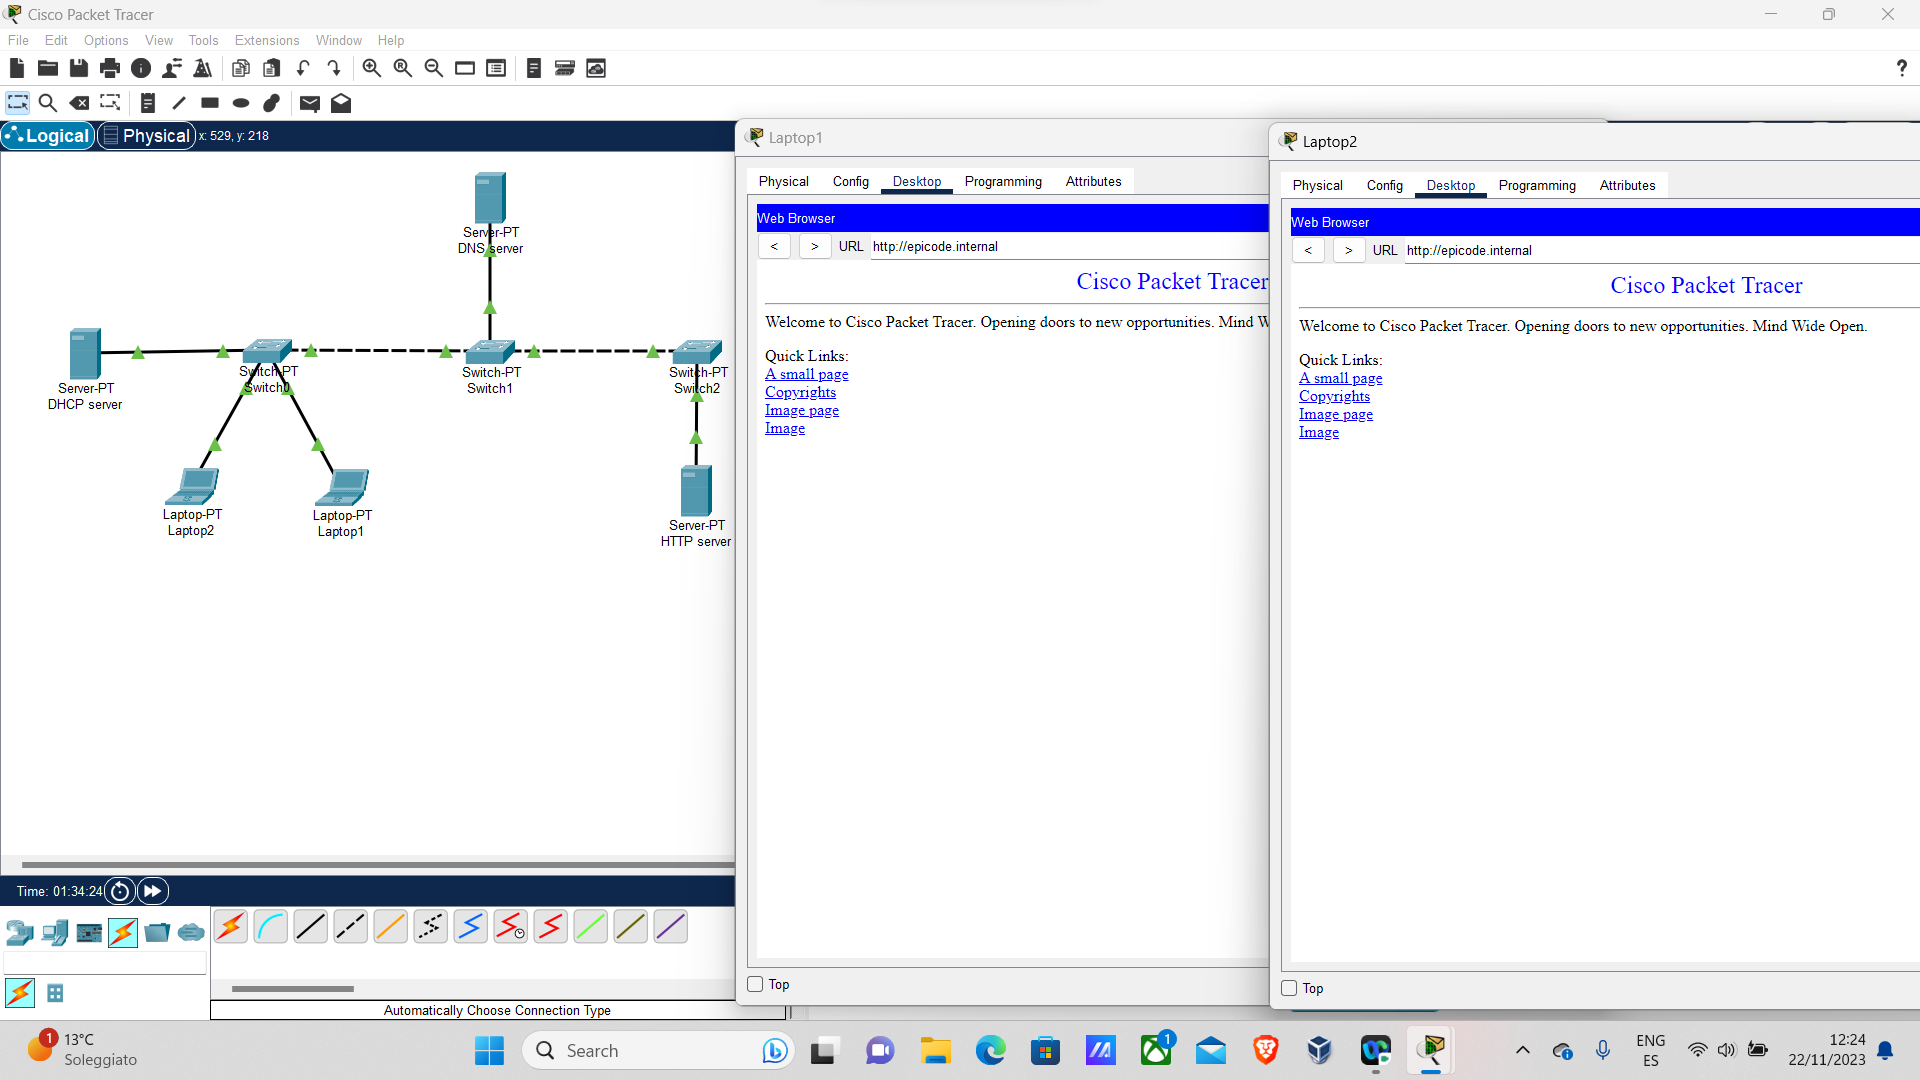 Cisco Packet Tracer
File Edit Options View Tools Extensions Window Help
Logical Physical x: 529, y: 218
Server-PT
DNS server
Server-PT
DHCP server
Switch-PT
Switch0
Switch-PT
Switch1
Switch-PT
Switch2
Laptop-PT
Laptop2
Laptop-PT
Laptop1
Server-PT
HTTP server
Laptop1
Physical Config Desktop Programming Attributes
Web Browser
< > URL http://epicode.internal
Cisco Packet Tracer
Welcome to Cisco Packet Tracer. Opening doors to new opportunities. Mind W
Quick Links:
A small page
Copyrights
Image page
Image
Top
Laptop2
Physical Config Desktop Programming Attributes
Web Browser
< > URL http://epicode.internal
Cisco Packet Tracer
Welcome to Cisco Packet Tracer. Opening doors to new opportunities. Mind Wide Open.
Quick Links:
A small page
Copyrights
Image page
Image
Top
Time: 01:34:24
Automatically Choose Connection Type
1
13°C
Soleggiato
Search
1
ENG
ES
12:24
22/11/2023